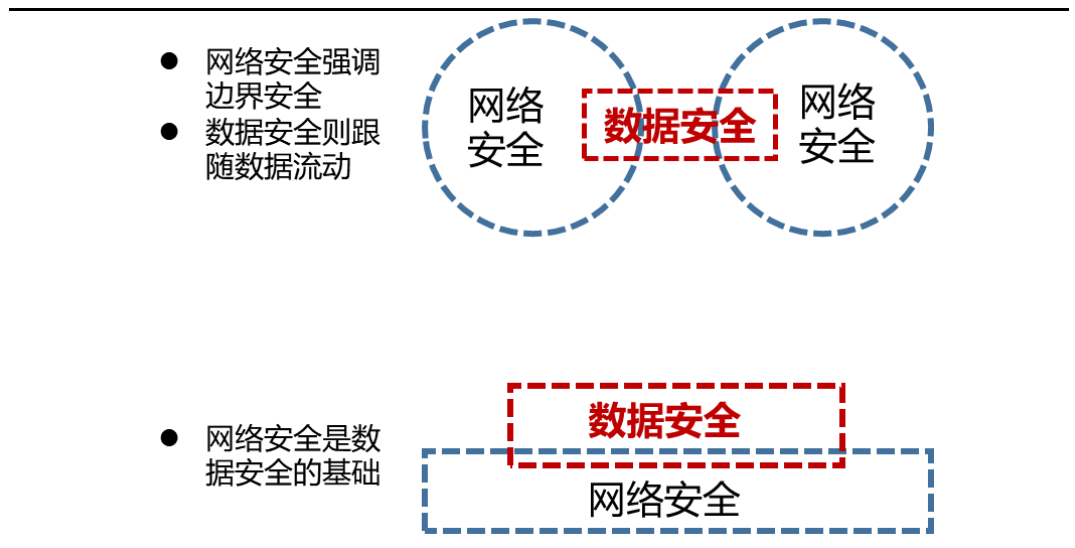 网络安全强调
边界安全
数据安全则跟
随数据流动
网络
安全
数据安全
网络
安全
数据安全
网络安全是数
据安全的基础
网络安全